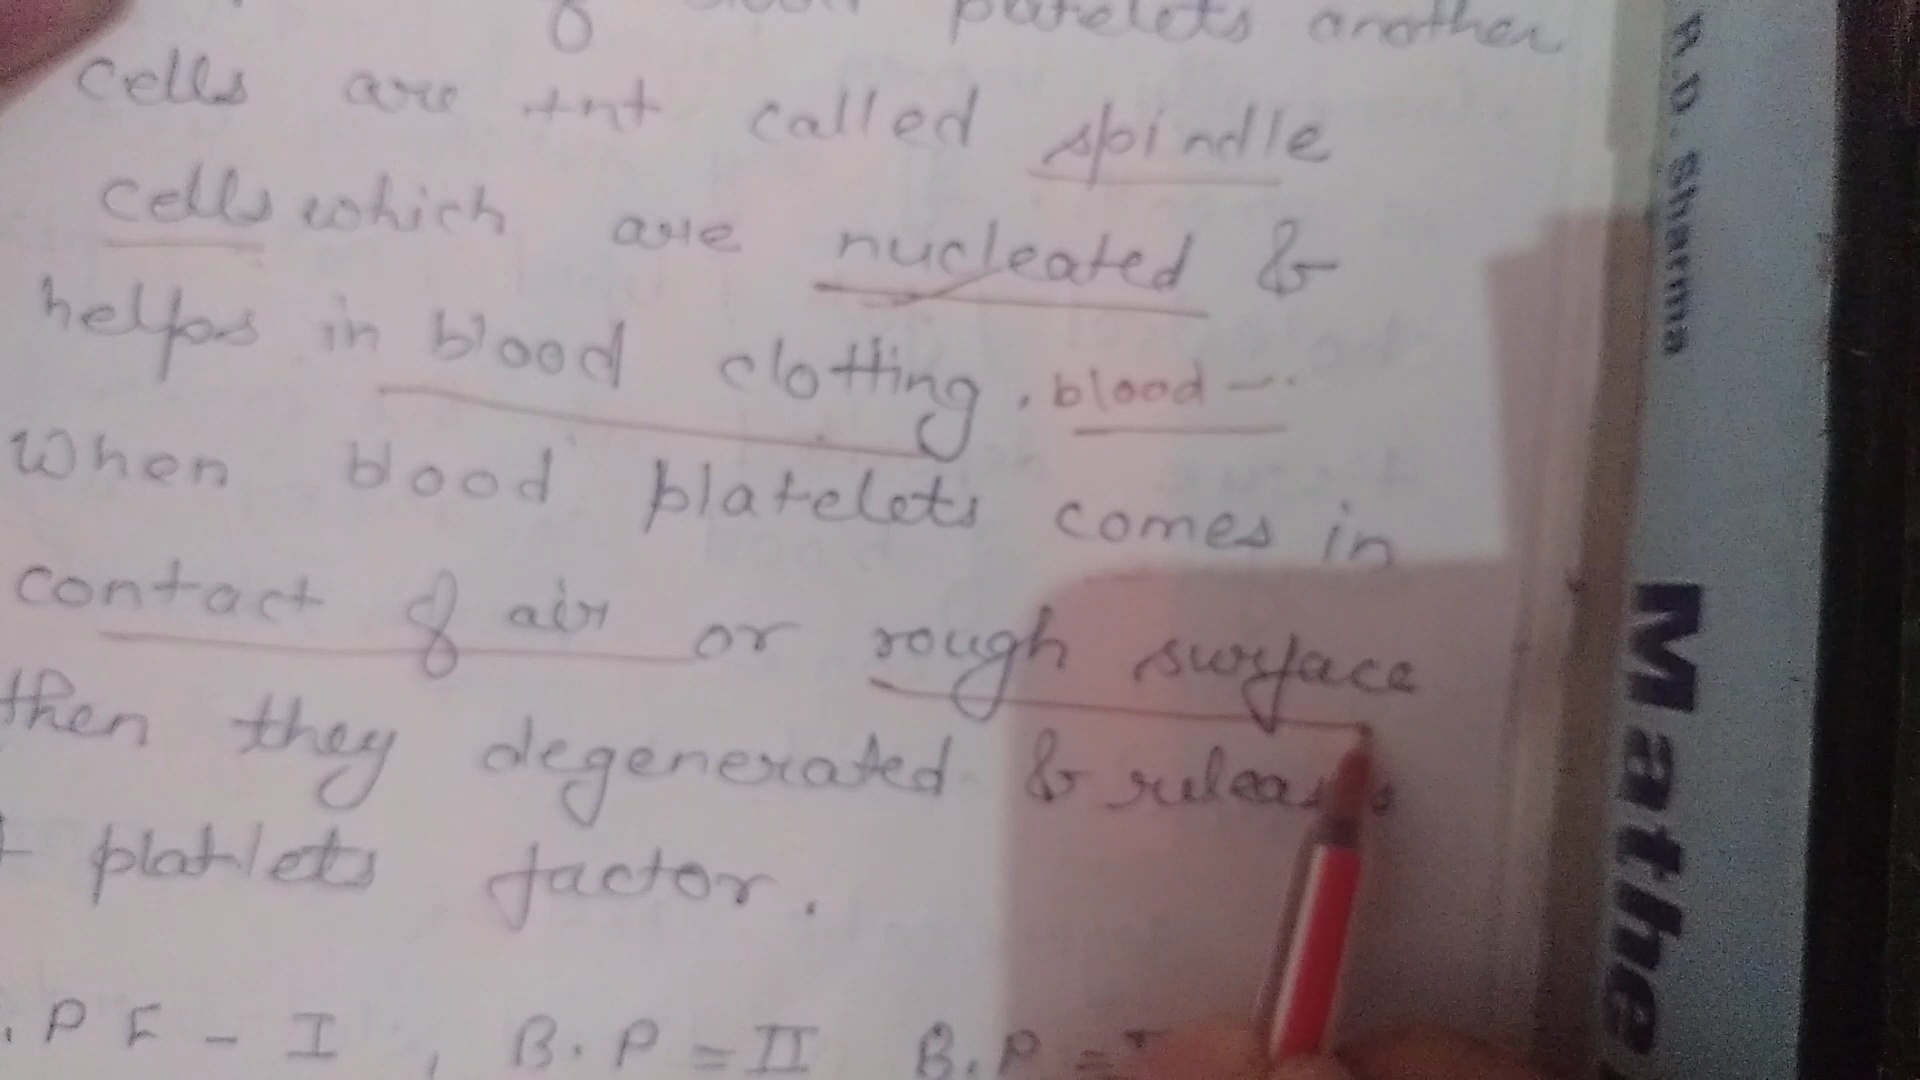 platelets another
cells are +nt called spindle
cells which are nucleated &
helps in blood clotting. blood -
When blood platelets comes in
contact of air or rough surface
then they degenerated &
platlets factor.
.P F - I , B.P = II B.P =
R.D. Sharma
Mathe